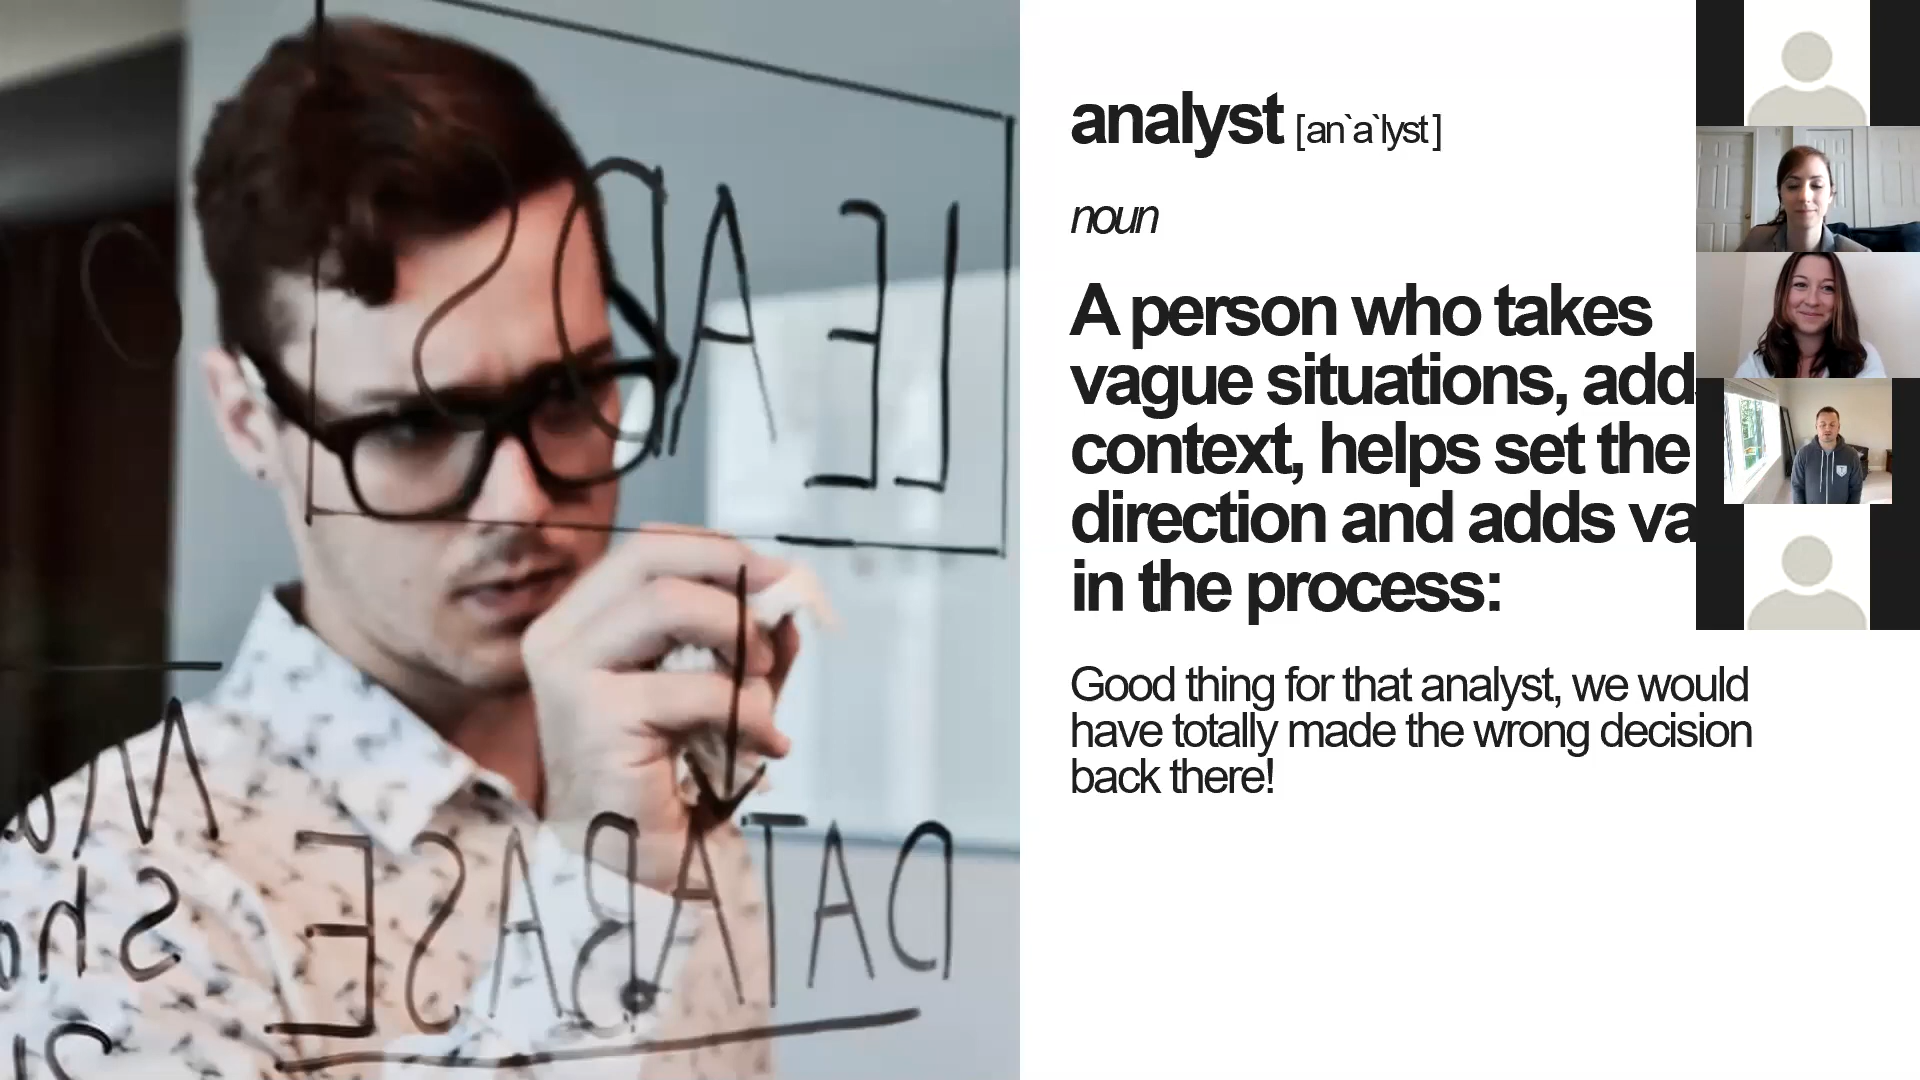 analyst [an`a`lyst]
noun
A person who takes
vague situations, add
context, helps set the
direction and adds va
in the process:
Good thing for that analyst, we would
have totally made the wrong decision
back there!
LEADS
DATABASE